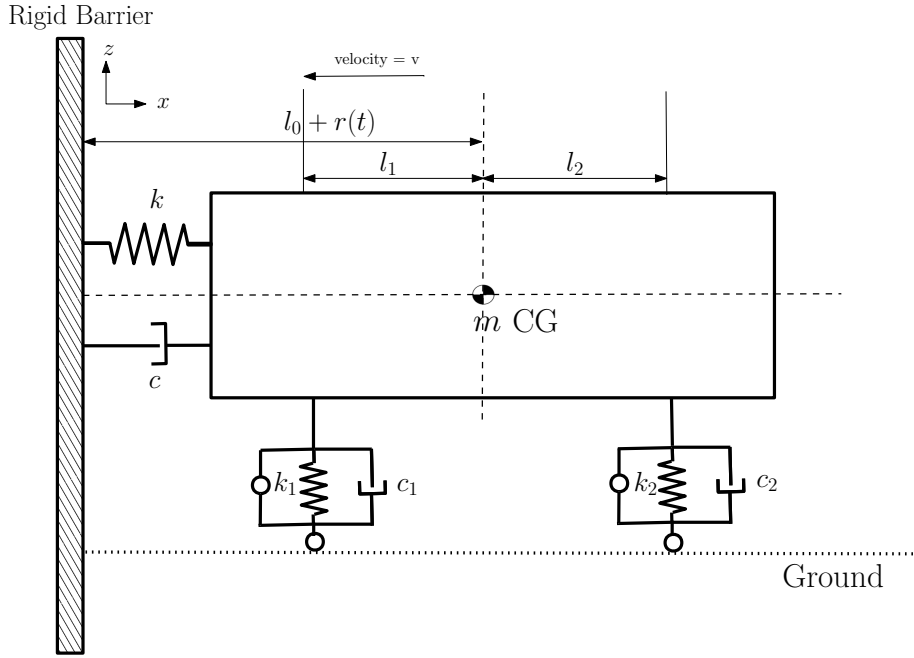 Rigid Barrier
z
velocity = v
x
l₀ + r(t)
l₁
l₂
k
m CG
c
k₁
c₁
k₂
c₂
Ground